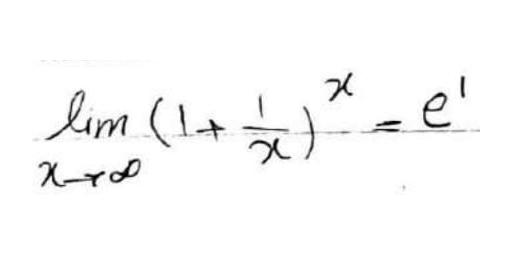 lim (1 + 1/x)^x = e^1
x→∞